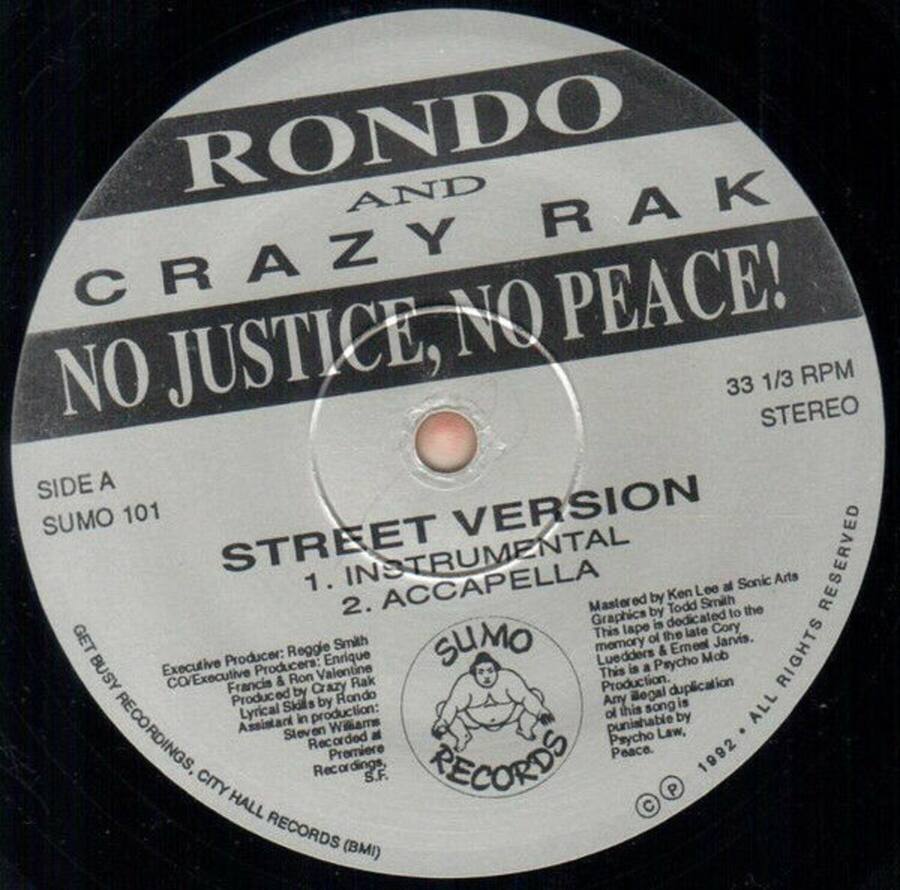 RONDO
AND
CRAZY RAK
NO JUSTICE, NO PEACE!
33 1/3 RPM
STEREO
SIDE A
SUMO 101
STREET VERSION
1. INSTRUMENTAL
2. ACCAPELLA
Executive Producer: Reggie Smith
CO/Executive Producers: Enrique
Francis & Ron Valentine
Produced by Crazy Rak
Lyrical Skills by Rondo
Assistant in production:
Steven Williams
Recorded at
Premiere
Recordings,
S.F.
SUMO
RECORDS
Mastered by Ken Lee at Sonic Arts
Graphics by Todd Smith
This tape is dedicated to the
memory of the late Cory
Luedders & Ernest Jarvis.
This is a Psycho Mob
Production.
Any illegal duplication
of this song is
punishable by
Psycho Law,
Peace.
GET BUSY RECORDINGS, CITY HALL RECORDS (BMI)
© ℗ 1992 • ALL RIGHTS RESERVED